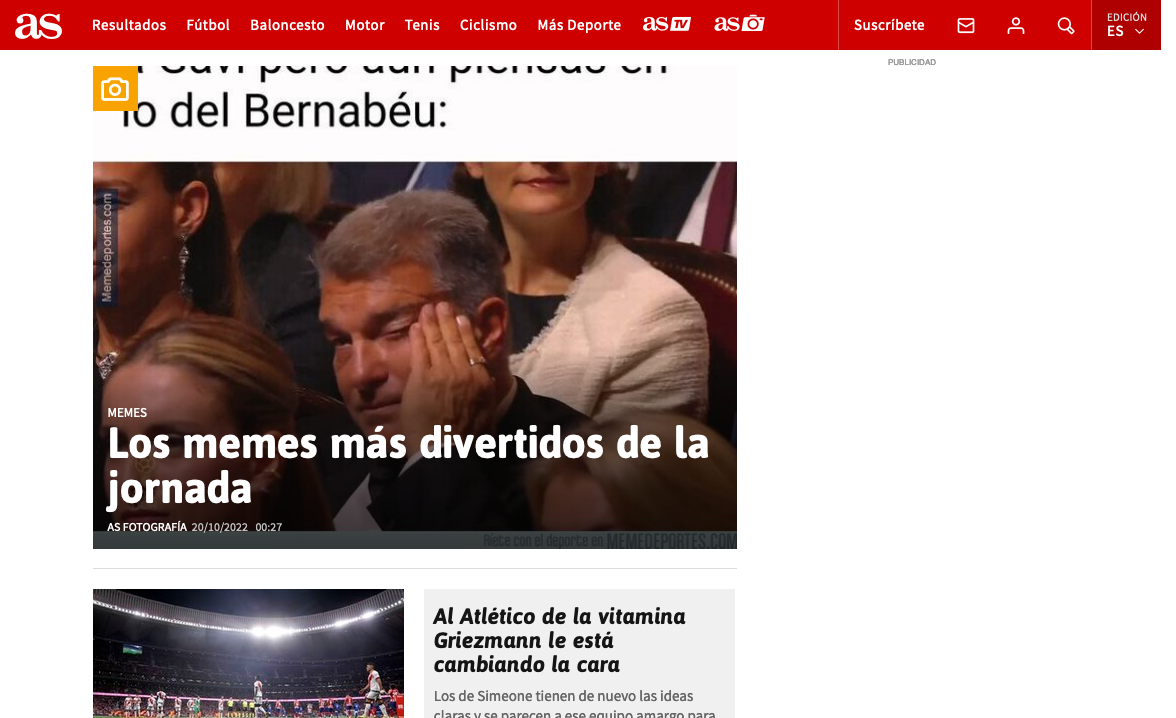 as
Resultados Fútbol Baloncesto Motor Tenis Ciclismo Más Deporte as TV as Suscríbete
EDICIÓN
ES
PUBLICIDAD
Gavi pero aún piensas en
lo del Bernabéu:
Memedeportes.com
MEMES
Los memes más divertidos de la
jornada
AS FOTOGRAFÍA 20/10/2022 00:27
Ríete con el deporte en MEMEDEPORTES.COM
Al Atlético de la vitamina
Griezmann le está
cambiando la cara
Los de Simeone tienen de nuevo las ideas
claras y se parecen a ese equipo amargo para